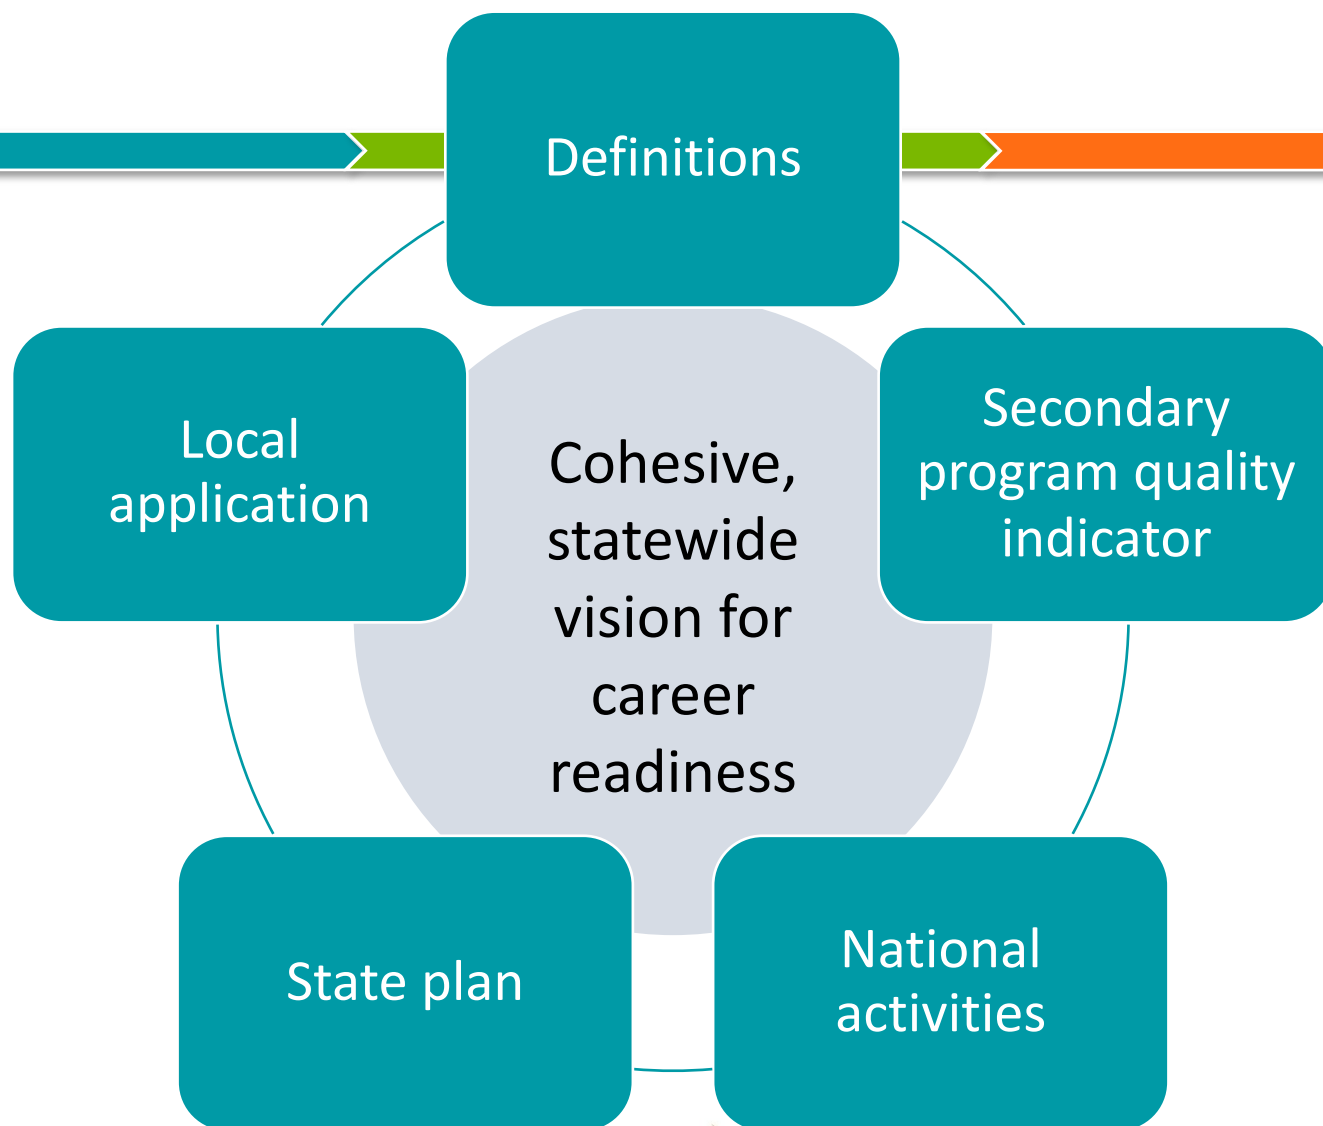 Definitions
Local
application
Secondary
program quality
indicator
Cohesive,
statewide
vision for
career
readiness
State plan
National
activities